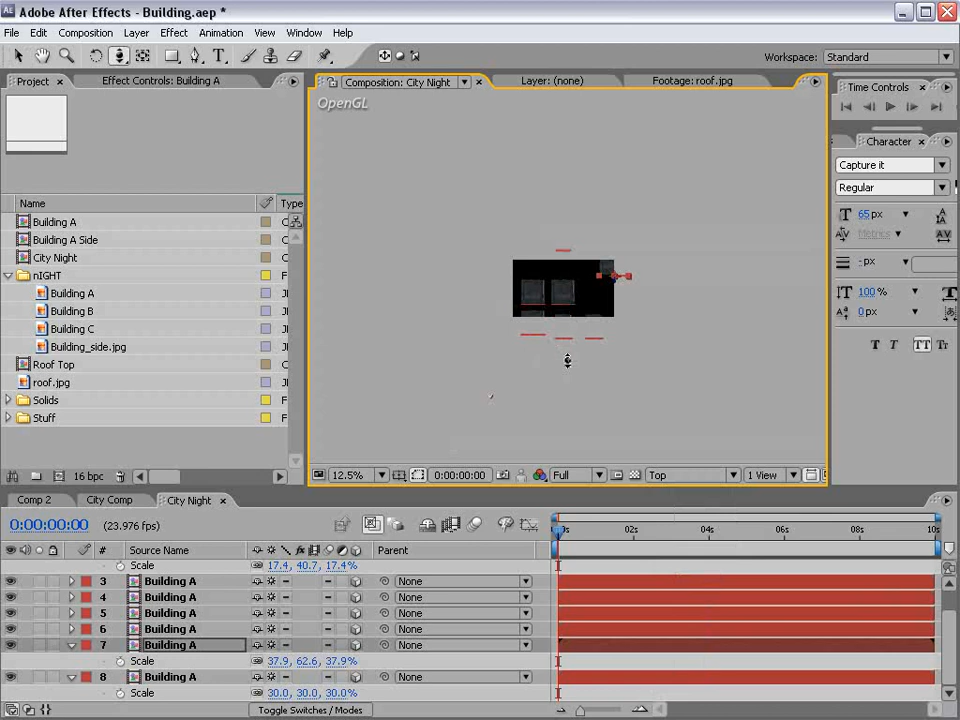 Adobe After Effects - Building.aep *
File Edit Composition Layer Effect Animation View Window Help
Workspace: Standard
Project × Effect Controls: Building A
Composition: City Night × Layer: (none) Footage: roof.jpg
OpenGL
Time Controls ×
Character ×
Capture it
Regular
65 px
Metrics
- px
100 %
0 px
T T TT Tr
Name Type
Building A
Building A Side
City Night
nIGHT F
Building A
Building B
Building C
Building_side.jpg
Roof Top
roof.jpg
Solids F
Stuff F
16 bpc
12.5% 0:00:00:00 Full Top 1 View
Comp 2 City Comp City Night ×
0:00:00:00 (23.976 fps)
# Source Name Parent
02s 04s 06s 08s 10s
Scale 17.4, 40.7, 17.4%
3 Building A None
4 Building A None
5 Building A None
6 Building A None
7 Building A None
Scale 37.9, 62.6, 37.9%
8 Building A None
Scale 30.0, 30.0, 30.0%
Toggle Switches / Modes